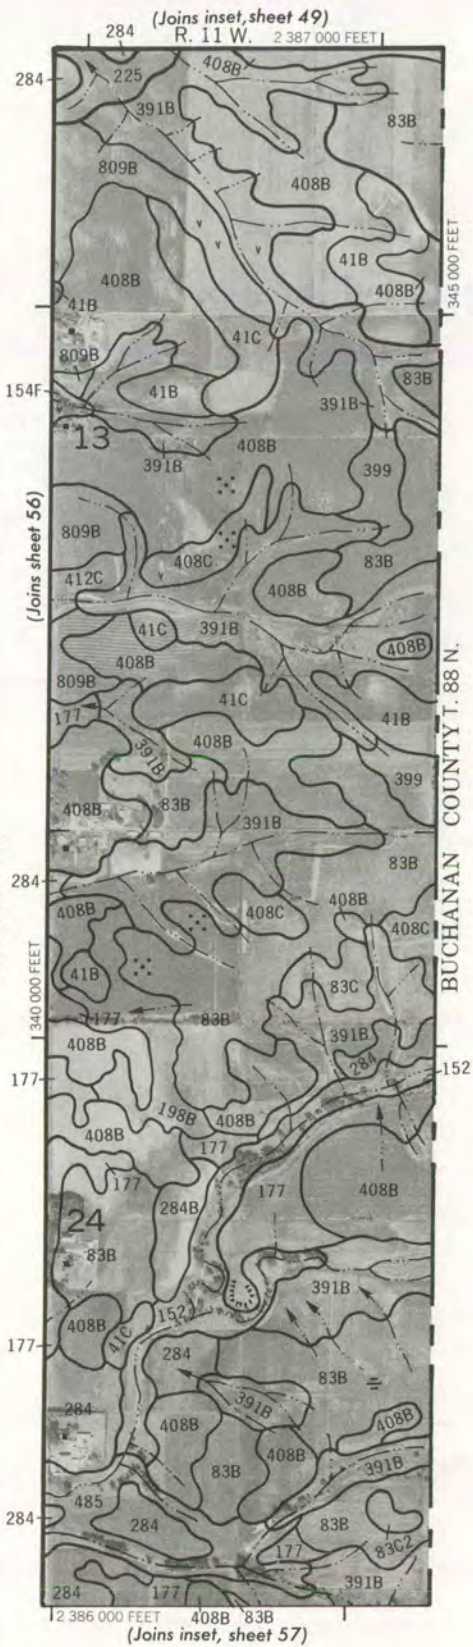 (Joins inset, sheet 49)
284 R. 11 W. 2 387 000 FEET
284
225
408B
391B
83B
809B
408B
345 000 FEET
41B
408B
408B
41B
41C
809B
83B
154F
41B
391B
13
408B
391B
399
(Joins sheet 56)
809B
408C
83B
412C
408B
41C
391B
408B
408B
809B
41C
177
41B
408B
391B
399
408B
83B
391B
83B
BUCHANAN COUNTY T. 88 N.
284
408B
408C
408B
408C
41B
83C
340 000 FEET
177
83B
391B
408B
284
152
177
198B
408B
408B
177
177
177
408B
284B
24
83B
391B
408B
152
41C
177
284
83B
391B
284
408B
408B
408B
83B
391B
485
284
284
83B
177
83C2
391B
284
177
2 386 000 FEET
408B 83B
(Joins inset, sheet 57)